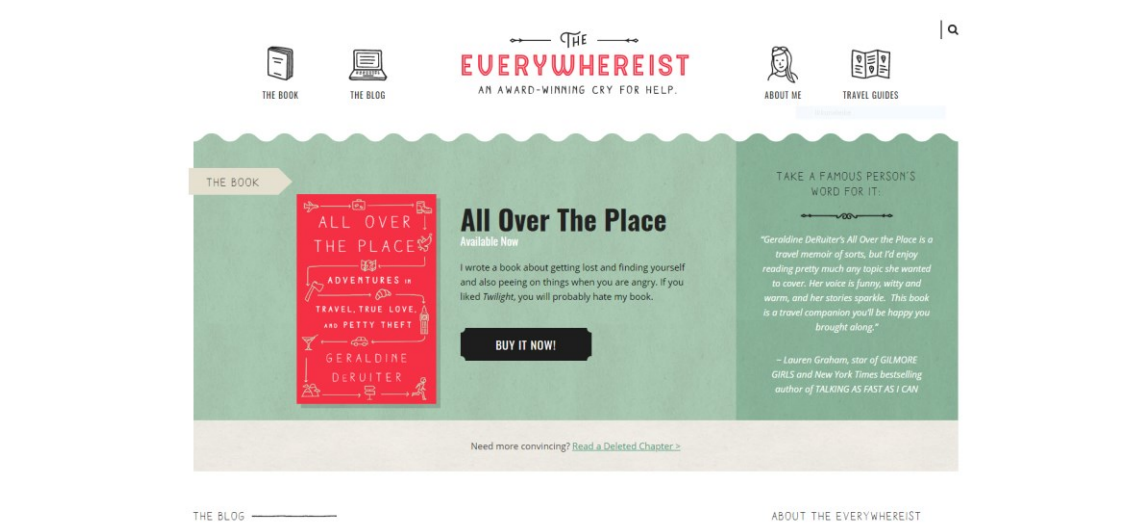 THE
EVERYWHEREIST
AN AWARD-WINNING CRY FOR HELP.
THE BOOK
THE BLOG
ABOUT ME
TRAVEL GUIDES
THE BOOK
ALL OVER
THE PLACE
ADVENTURES IN
TRAVEL, TRUE LOVE,
AND PETTY THEFT
GERALDINE
DERUITER
All Over The Place
Available Now
I wrote a book about getting lost and finding yourself
and also peeing on things when you are angry. If you
liked Twilight, you will probably hate my book.
BUY IT NOW!
TAKE A FAMOUS PERSON'S
WORD FOR IT:
"Geraldine DeRuiter's All Over the Place is a
travel memoir of sorts, but I'd enjoy
reading pretty much any topic she wanted
to cover. Her voice is funny, witty and
warm, and her stories sparkle. This book
is a travel companion you'll be happy you
brought along."
~ Lauren Graham, star of GILMORE
GIRLS and New York Times bestselling
author of TALKING AS FAST AS I CAN
Need more convincing? Read a Deleted Chapter >
THE BLOG
ABOUT THE EVERYWHEREIST